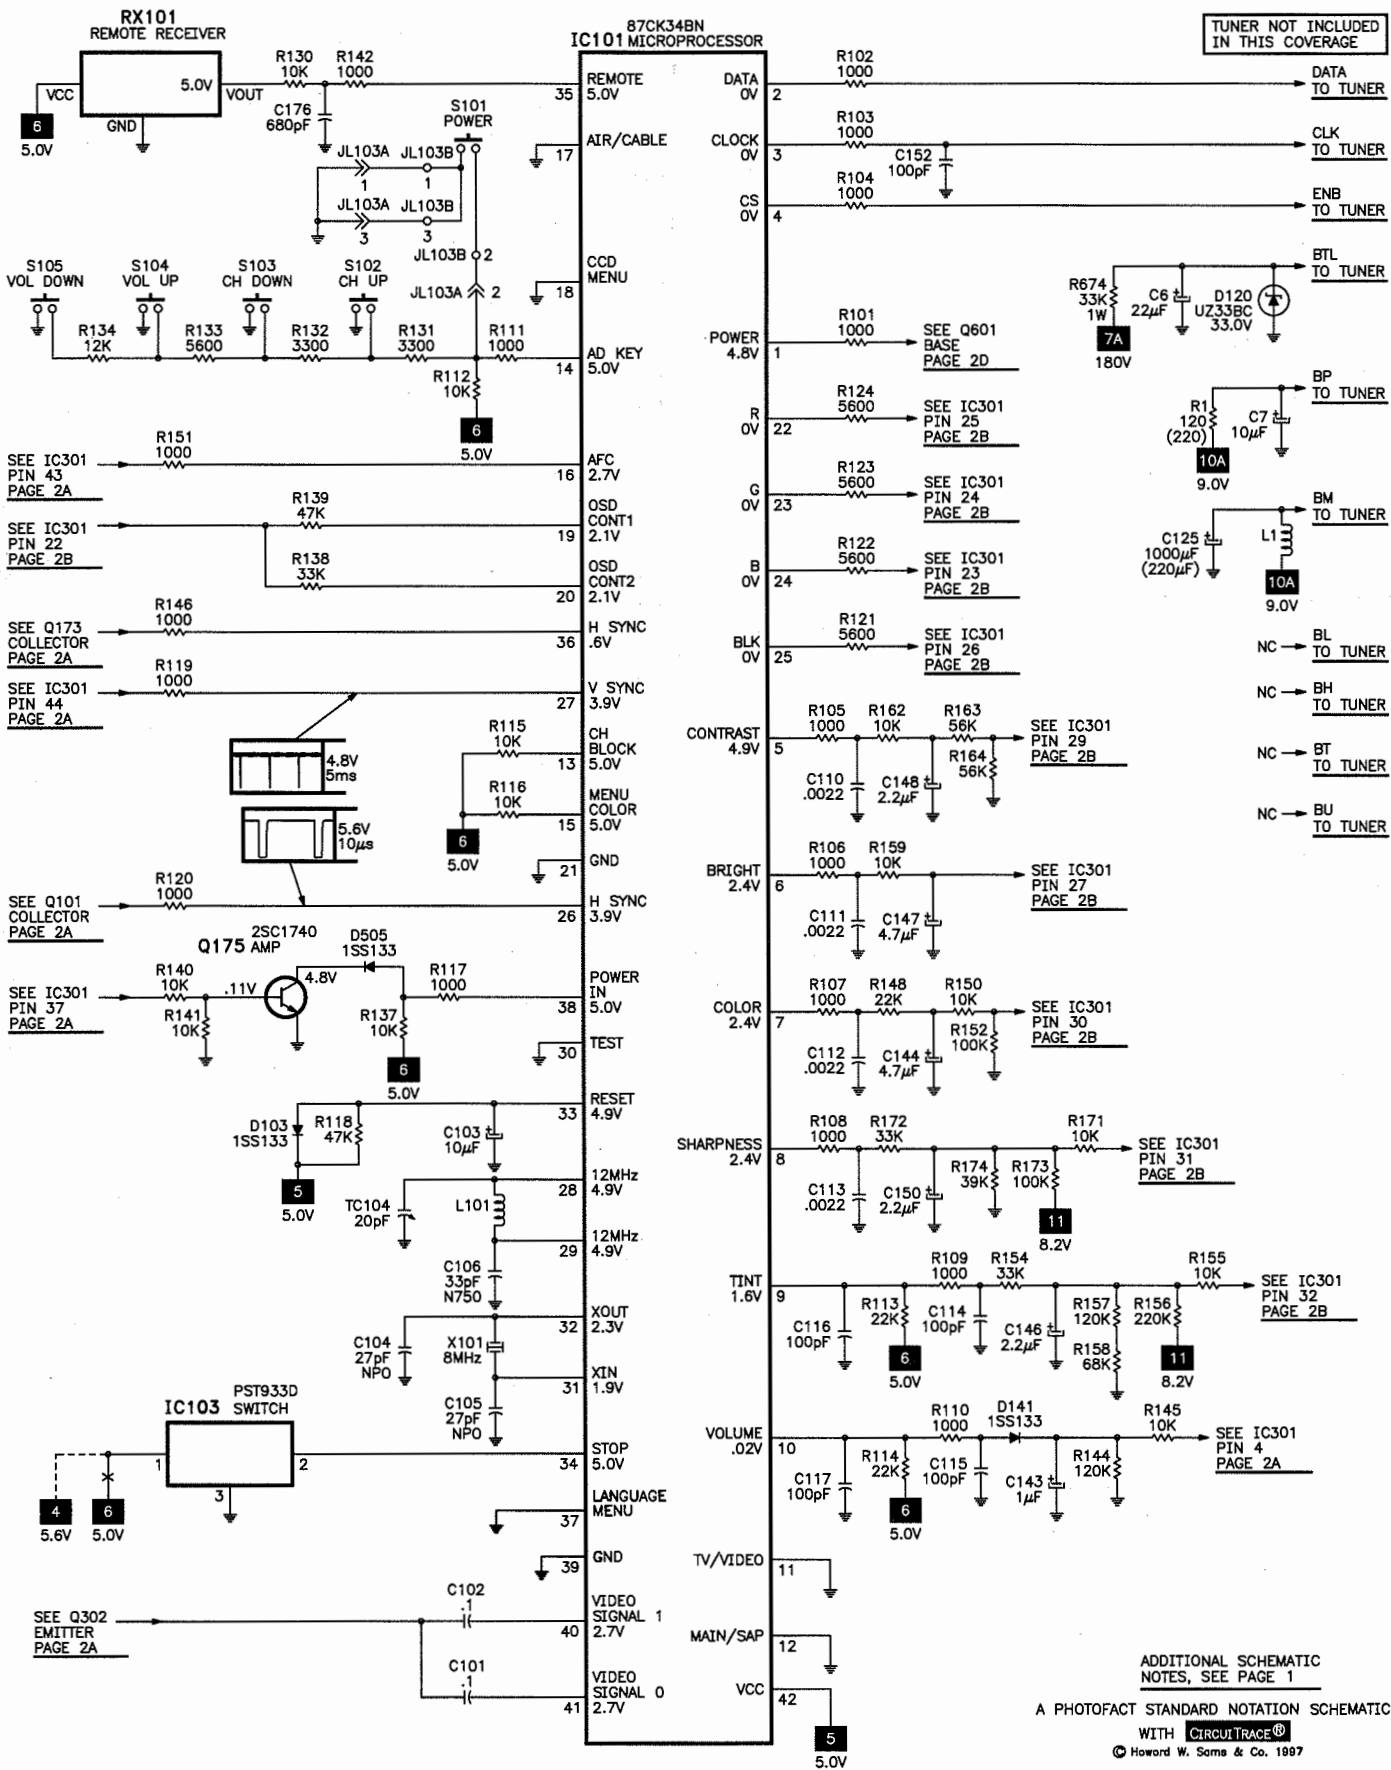 RX101
REMOTE RECEIVER
VCC
5.0V
VOUT
GND
6
5.0V
R130
10K
R142
1000
C176
680pF
S101
POWER
JL103A
JL103B
1
1
JL103A
JL103B
3
3
JL103B
2
JL103A
2
S105
VOL DOWN
S104
VOL UP
S103
CH DOWN
S102
CH UP
R134
12K
R133
5600
R132
3300
R131
3300
R111
1000
R112
10K
6
5.0V
SEE IC301
PIN 43
PAGE 2A
R151
1000
SEE IC301
PIN 22
PAGE 2B
R139
47K
R138
33K
SEE Q173
COLLECTOR
PAGE 2A
R146
1000
SEE IC301
PIN 44
PAGE 2A
R119
1000
4.8V
5ms
5.6V
10µs
R115
10K
R116
10K
6
5.0V
SEE Q101
COLLECTOR
PAGE 2A
R120
1000
Q175
2SC1740
AMP
D505
1SS133
4.8V
.11V
SEE IC301
PIN 37
PAGE 2A
R140
10K
R141
10K
R117
1000
R137
10K
6
5.0V
D103
1SS133
R118
47K
5
5.0V
C103
10µF
TC104
20pF
L101
C106
33pF
N750
C104
27pF
NPO
X101
8MHz
C105
27pF
NPO
IC103
PST933D
SWITCH
1
2
3
4
5.6V
6
5.0V
SEE Q302
EMITTER
PAGE 2A
C102
.1
C101
.1
87CK34BN
IC101 MICROPROCESSOR
35
REMOTE
5.0V
17
AIR/CABLE
18
CCD
MENU
14
AD KEY
5.0V
16
AFC
2.7V
19
OSD
CONT1
2.1V
20
OSD
CONT2
2.1V
36
H SYNC
.6V
27
V SYNC
3.9V
13
CH
BLOCK
5.0V
15
MENU
COLOR
5.0V
21
GND
26
H SYNC
3.9V
38
POWER
IN
5.0V
30
TEST
33
RESET
4.9V
28
12MHz
4.9V
29
12MHz
4.9V
32
XOUT
2.3V
31
XIN
1.9V
34
STOP
5.0V
37
LANGUAGE
MENU
39
GND
40
VIDEO
SIGNAL 1
2.7V
41
VIDEO
SIGNAL 0
2.7V
DATA
0V
2
CLOCK
0V
3
CS
0V
4
POWER
4.8V
1
R
0V
22
G
0V
23
B
0V
24
BLK
0V
25
CONTRAST
4.9V
5
BRIGHT
2.4V
6
COLOR
2.4V
7
SHARPNESS
2.4V
8
TINT
1.6V
9
VOLUME
.02V
10
TV/VIDEO
11
MAIN/SAP
12
VCC
42
5
5.0V
TUNER NOT INCLUDED
IN THIS COVERAGE
R102
1000
DATA
TO TUNER
R103
1000
C152
100pF
CLK
TO TUNER
R104
1000
ENB
TO TUNER
BTL
TO TUNER
R674
33K
1W
7A
180V
C6
22µF
D120
UZ33BC
33.0V
R101
1000
SEE Q601
BASE
PAGE 2D
BP
TO TUNER
R1
120
(220)
C7
10µF
10A
9.0V
R124
5600
SEE IC301
PIN 25
PAGE 2B
R123
5600
SEE IC301
PIN 24
PAGE 2B
BM
TO TUNER
C125
1000µF
(220µF)
L1
10A
9.0V
R122
5600
SEE IC301
PIN 23
PAGE 2B
R121
5600
SEE IC301
PIN 26
PAGE 2B
NC
BL
TO TUNER
NC
BH
TO TUNER
NC
BT
TO TUNER
NC
BU
TO TUNER
R105
1000
R162
10K
R163
56K
R164
56K
C110
.0022
C148
2.2µF
SEE IC301
PIN 29
PAGE 2B
R106
1000
R159
10K
C111
.0022
C147
4.7µF
SEE IC301
PIN 27
PAGE 2B
R107
1000
R148
22K
R150
10K
R152
100K
C112
.0022
C144
4.7µF
SEE IC301
PIN 30
PAGE 2B
R108
1000
R172
33K
R171
10K
C113
.0022
C150
2.2µF
R174
39K
R173
100K
11
8.2V
SEE IC301
PIN 31
PAGE 2B
R109
1000
R154
33K
R155
10K
C116
100pF
R113
22K
6
5.0V
C114
100pF
C146
2.2µF
R157
120K
R158
68K
R156
220K
11
8.2V
SEE IC301
PIN 32
PAGE 2B
R110
1000
D141
1SS133
R145
10K
C117
100pF
R114
22K
6
5.0V
C115
100pF
C143
1µF
R144
120K
SEE IC301
PIN 4
PAGE 2A
ADDITIONAL SCHEMATIC
NOTES, SEE PAGE 1
A PHOTOFACT STANDARD NOTATION SCHEMATIC
WITH CIRCUITRACE®
© Howard W. Sams & Co. 1997